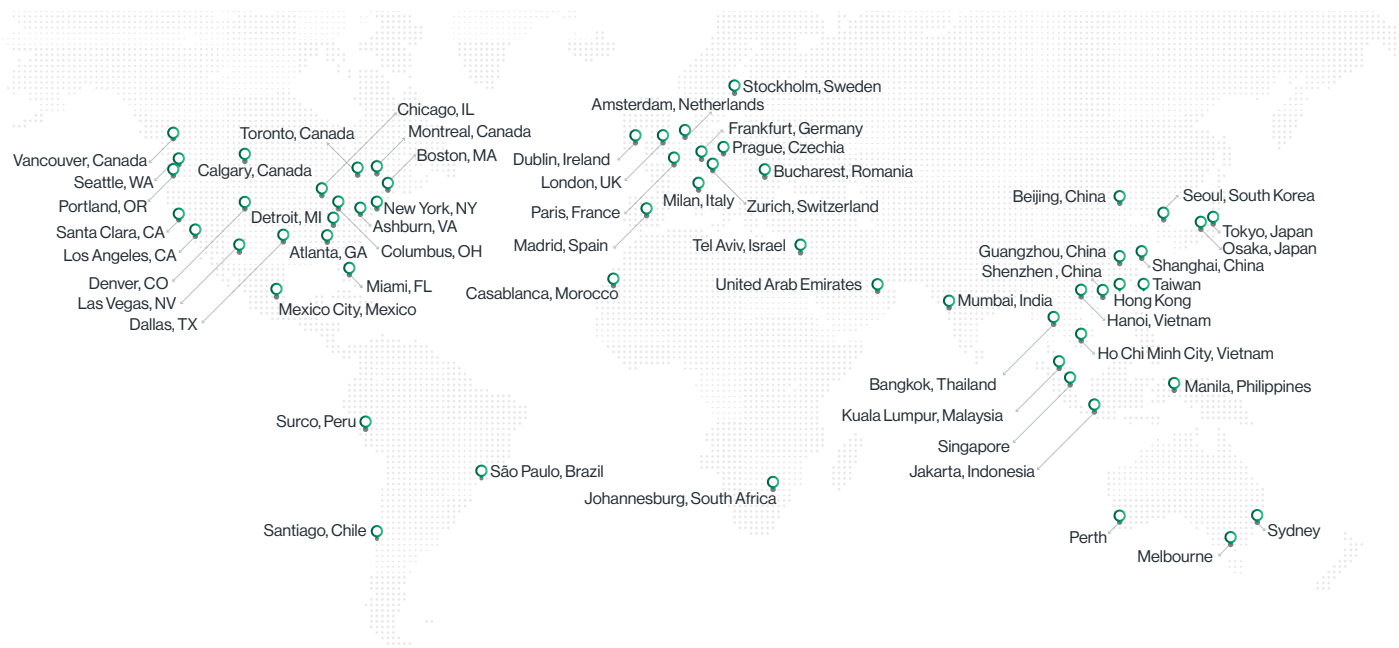 Stockholm, Sweden
Amsterdam, Netherlands
Chicago, IL
Toronto, Canada
Montreal, Canada
Frankfurt, Germany
Prague, Czechia
Boston, MA
Vancouver, Canada
Dublin, Ireland
Calgary, Canada
Bucharest, Romania
Seattle, WA
London, UK
Portland, OR
Milan, Italy
Zurich, Switzerland
Beijing, China
Seoul, South Korea
New York, NY
Paris, France
Detroit, MI
Ashburn, VA
Santa Clara, CA
Tokyo, Japan
Madrid, Spain
Tel Aviv, Israel
Osaka, Japan
Los Angeles, CA
Atlanta, GA
Columbus, OH
Guangzhou, China
Shanghai, China
Shenzhen , China
Denver, CO
Miami, FL
United Arab Emirates
Taiwan
Casablanca, Morocco
Las Vegas, NV
Mumbai, India
Hong Kong
Mexico City, Mexico
Dallas, TX
Hanoi, Vietnam
Ho Chi Minh City, Vietnam
Bangkok, Thailand
Manila, Philippines
Kuala Lumpur, Malaysia
Surco, Peru
Singapore
São Paulo, Brazil
Jakarta, Indonesia
Johannesburg, South Africa
Santiago, Chile
Perth
Sydney
Melbourne